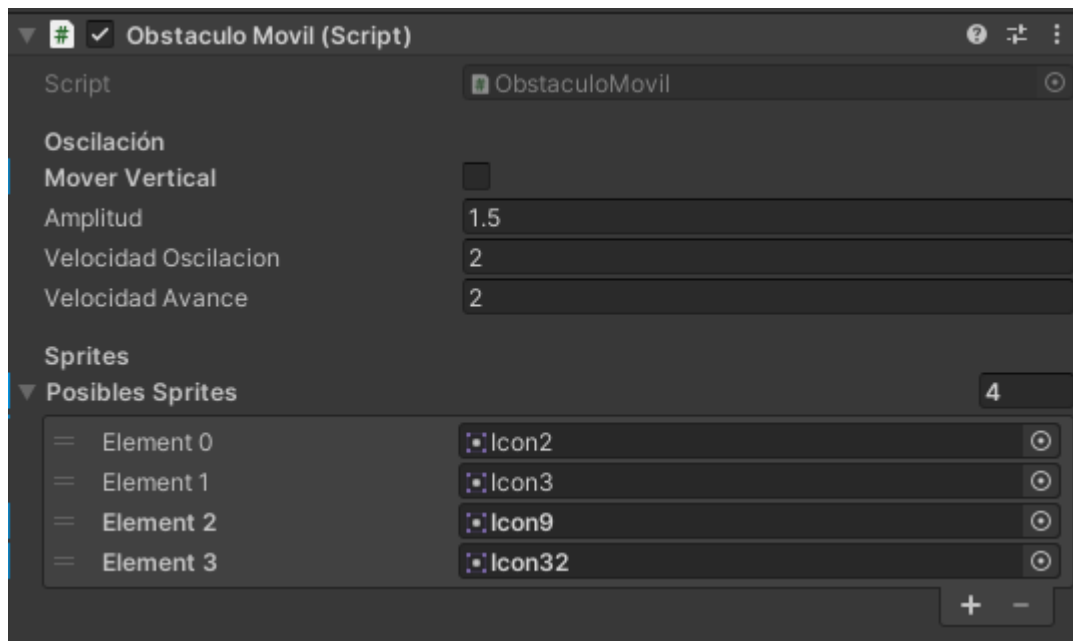 Obstaculo Movil (Script)
Script ObstaculoMovil
Oscilación
Mover Vertical
Amplitud 1.5
Velocidad Oscilacion 2
Velocidad Avance 2
Sprites
Posibles Sprites 4
Element 0 Icon2
Element 1 Icon3
Element 2 Icon9
Element 3 Icon32